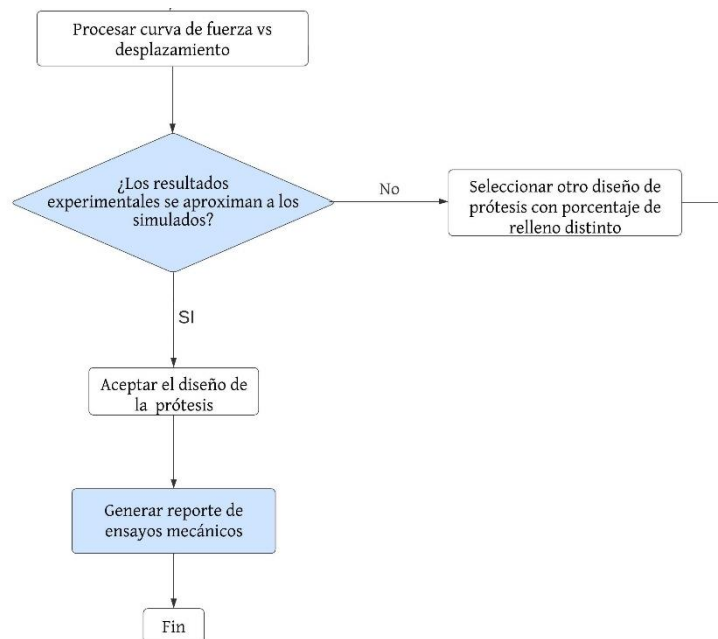 Procesar curva de fuerza vs
desplazamiento
¿Los resultados
experimentales se aproximan a los
simulados?
No
Seleccionar otro diseño de
prótesis con porcentaje de
relleno distinto
SI
Aceptar el diseño de
la prótesis
Generar reporte de
ensayos mecánicos
Fin